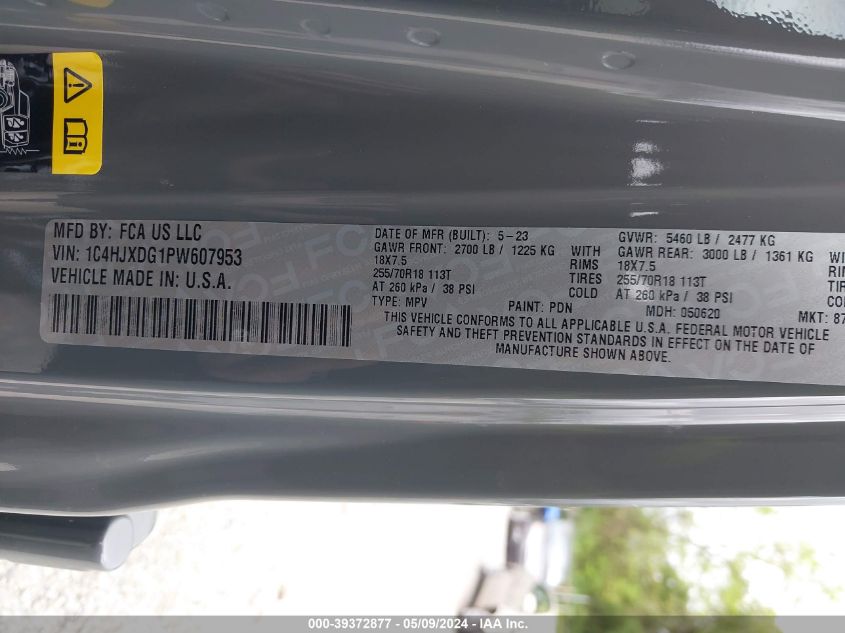 MFD BY: FCA US LLC
VIN: 1C4HJXDG1PW607953
VEHICLE MADE IN: U.S.A.
DATE OF MFR (BUILT): 5-23
GAWR FRONT: 2700 LB / 1225 KG WITH
18X7.5 RIMS
255/70R18 113T TIRES
AT 260 kPa / 38 PSI COLD
TYPE: MPV PAINT: PDN
GVWR: 5460 LB / 2477 KG
GAWR REAR: 3000 LB / 1361 KG
18X7.5
255/70R18 113T
AT 260 kPa / 38 PSI
MDH: 050620 MKT:
THIS VEHICLE CONFORMS TO ALL APPLICABLE U.S.A. FEDERAL MOTOR VEHICLE
SAFETY AND THEFT PREVENTION STANDARDS IN EFFECT ON THE DATE OF
MANUFACTURE SHOWN ABOVE.
000-39372877 - 05/09/2024 - IAA Inc.